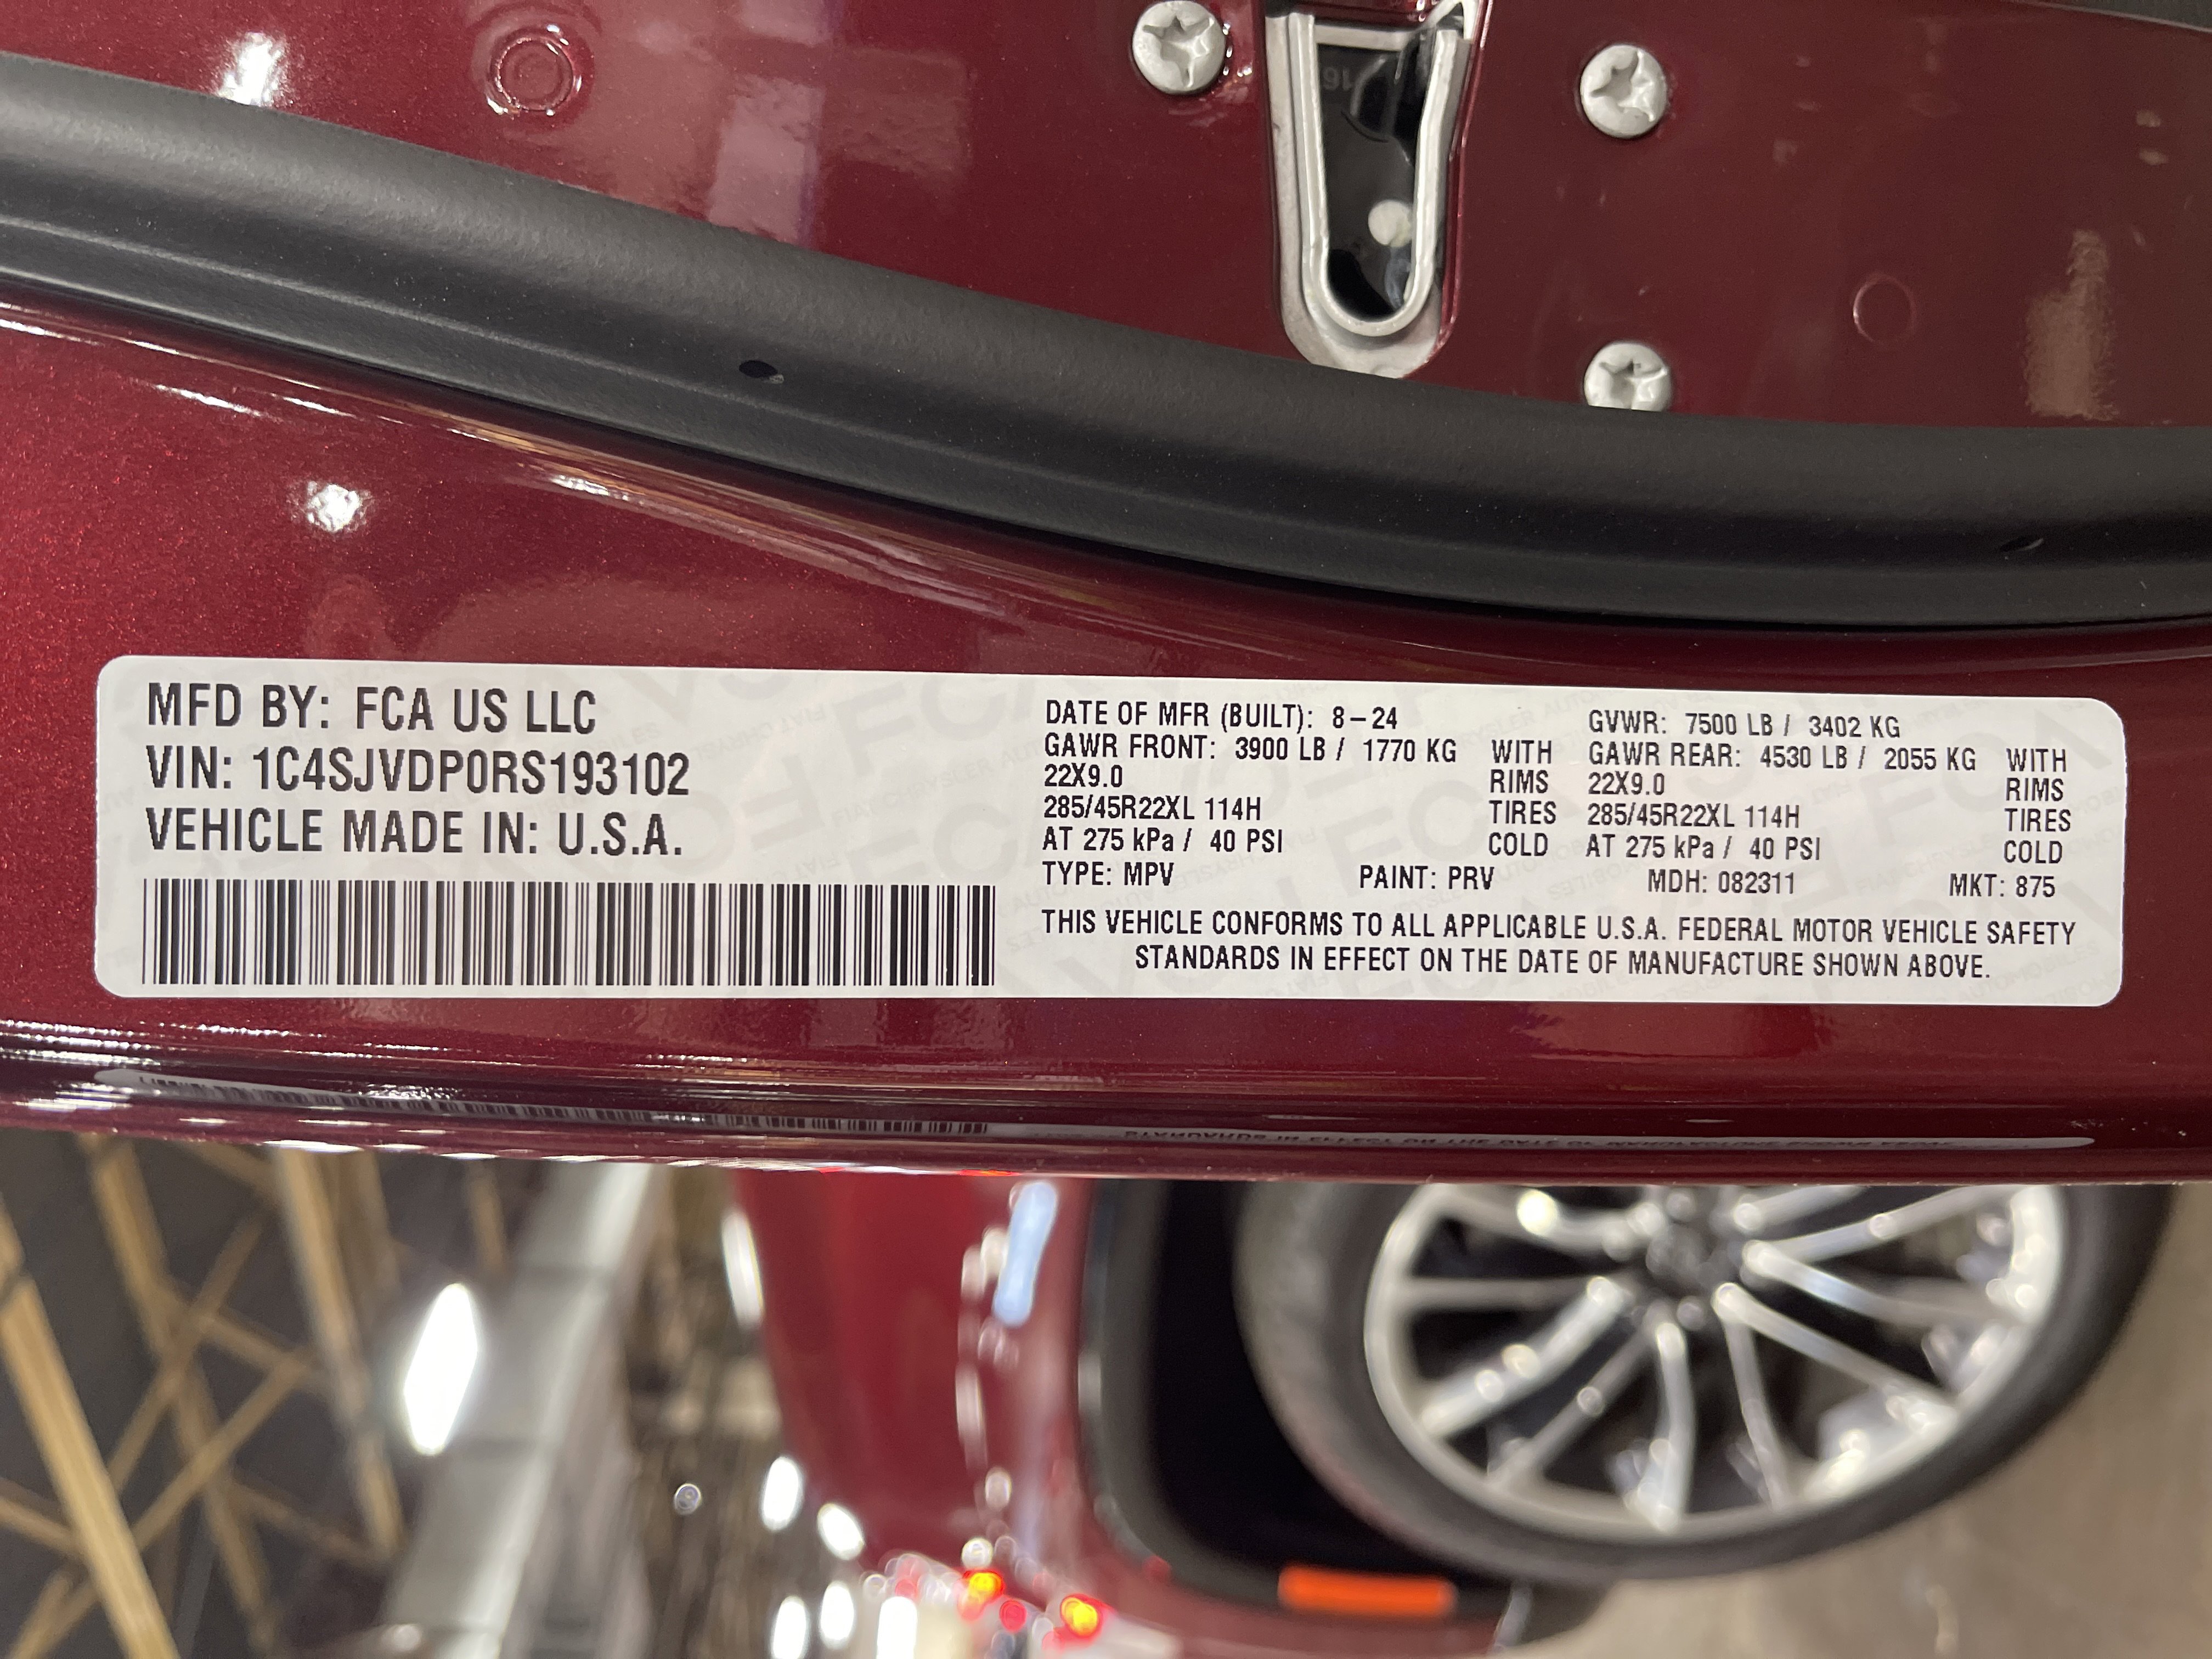 MFD BY: FCA US LLC
VIN: 1C4SJVDP0RS193102
VEHICLE MADE IN: U.S.A.
DATE OF MFR (BUILT): 8-24
GAWR FRONT: 3900 LB / 1770 KG WITH
22X9.0 RIMS
285/45R22XL 114H TIRES
AT 275 kPa / 40 PSI COLD
GVWR: 7500 LB / 3402 KG
GAWR REAR: 4530 LB / 2055 KG WITH
22X9.0 RIMS
285/45R22XL 114H TIRES
AT 275 kPa / 40 PSI COLD
TYPE: MPV PAINT: PRV MDH: 082311 MKT: 875
THIS VEHICLE CONFORMS TO ALL APPLICABLE U.S.A. FEDERAL MOTOR VEHICLE SAFETY
STANDARDS IN EFFECT ON THE DATE OF MANUFACTURE SHOWN ABOVE.